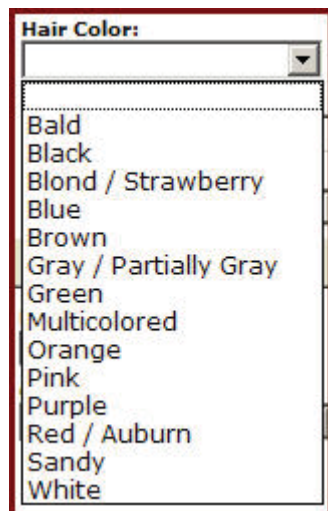 Hair Color:
Bald
Black
Blond / Strawberry
Blue
Brown
Gray / Partially Gray
Green
Multicolored
Orange
Pink
Purple
Red / Auburn
Sandy
White